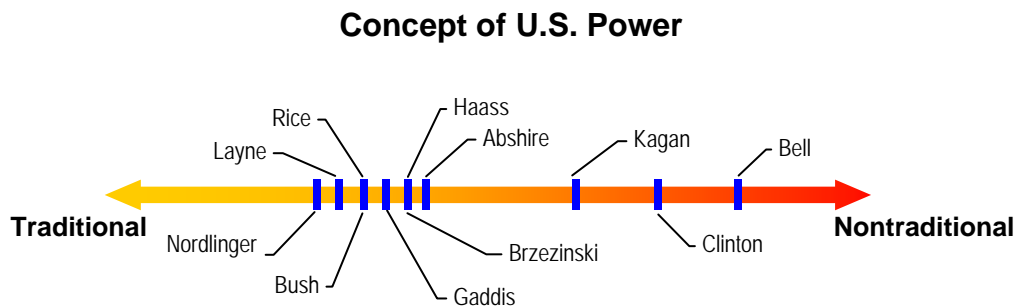 Concept of U.S. Power
Haass
Rice
Abshire
Kagan
Bell
Layne
Traditional
Nontraditional
Nordlinger
Clinton
Brzezinski
Bush
Gaddis